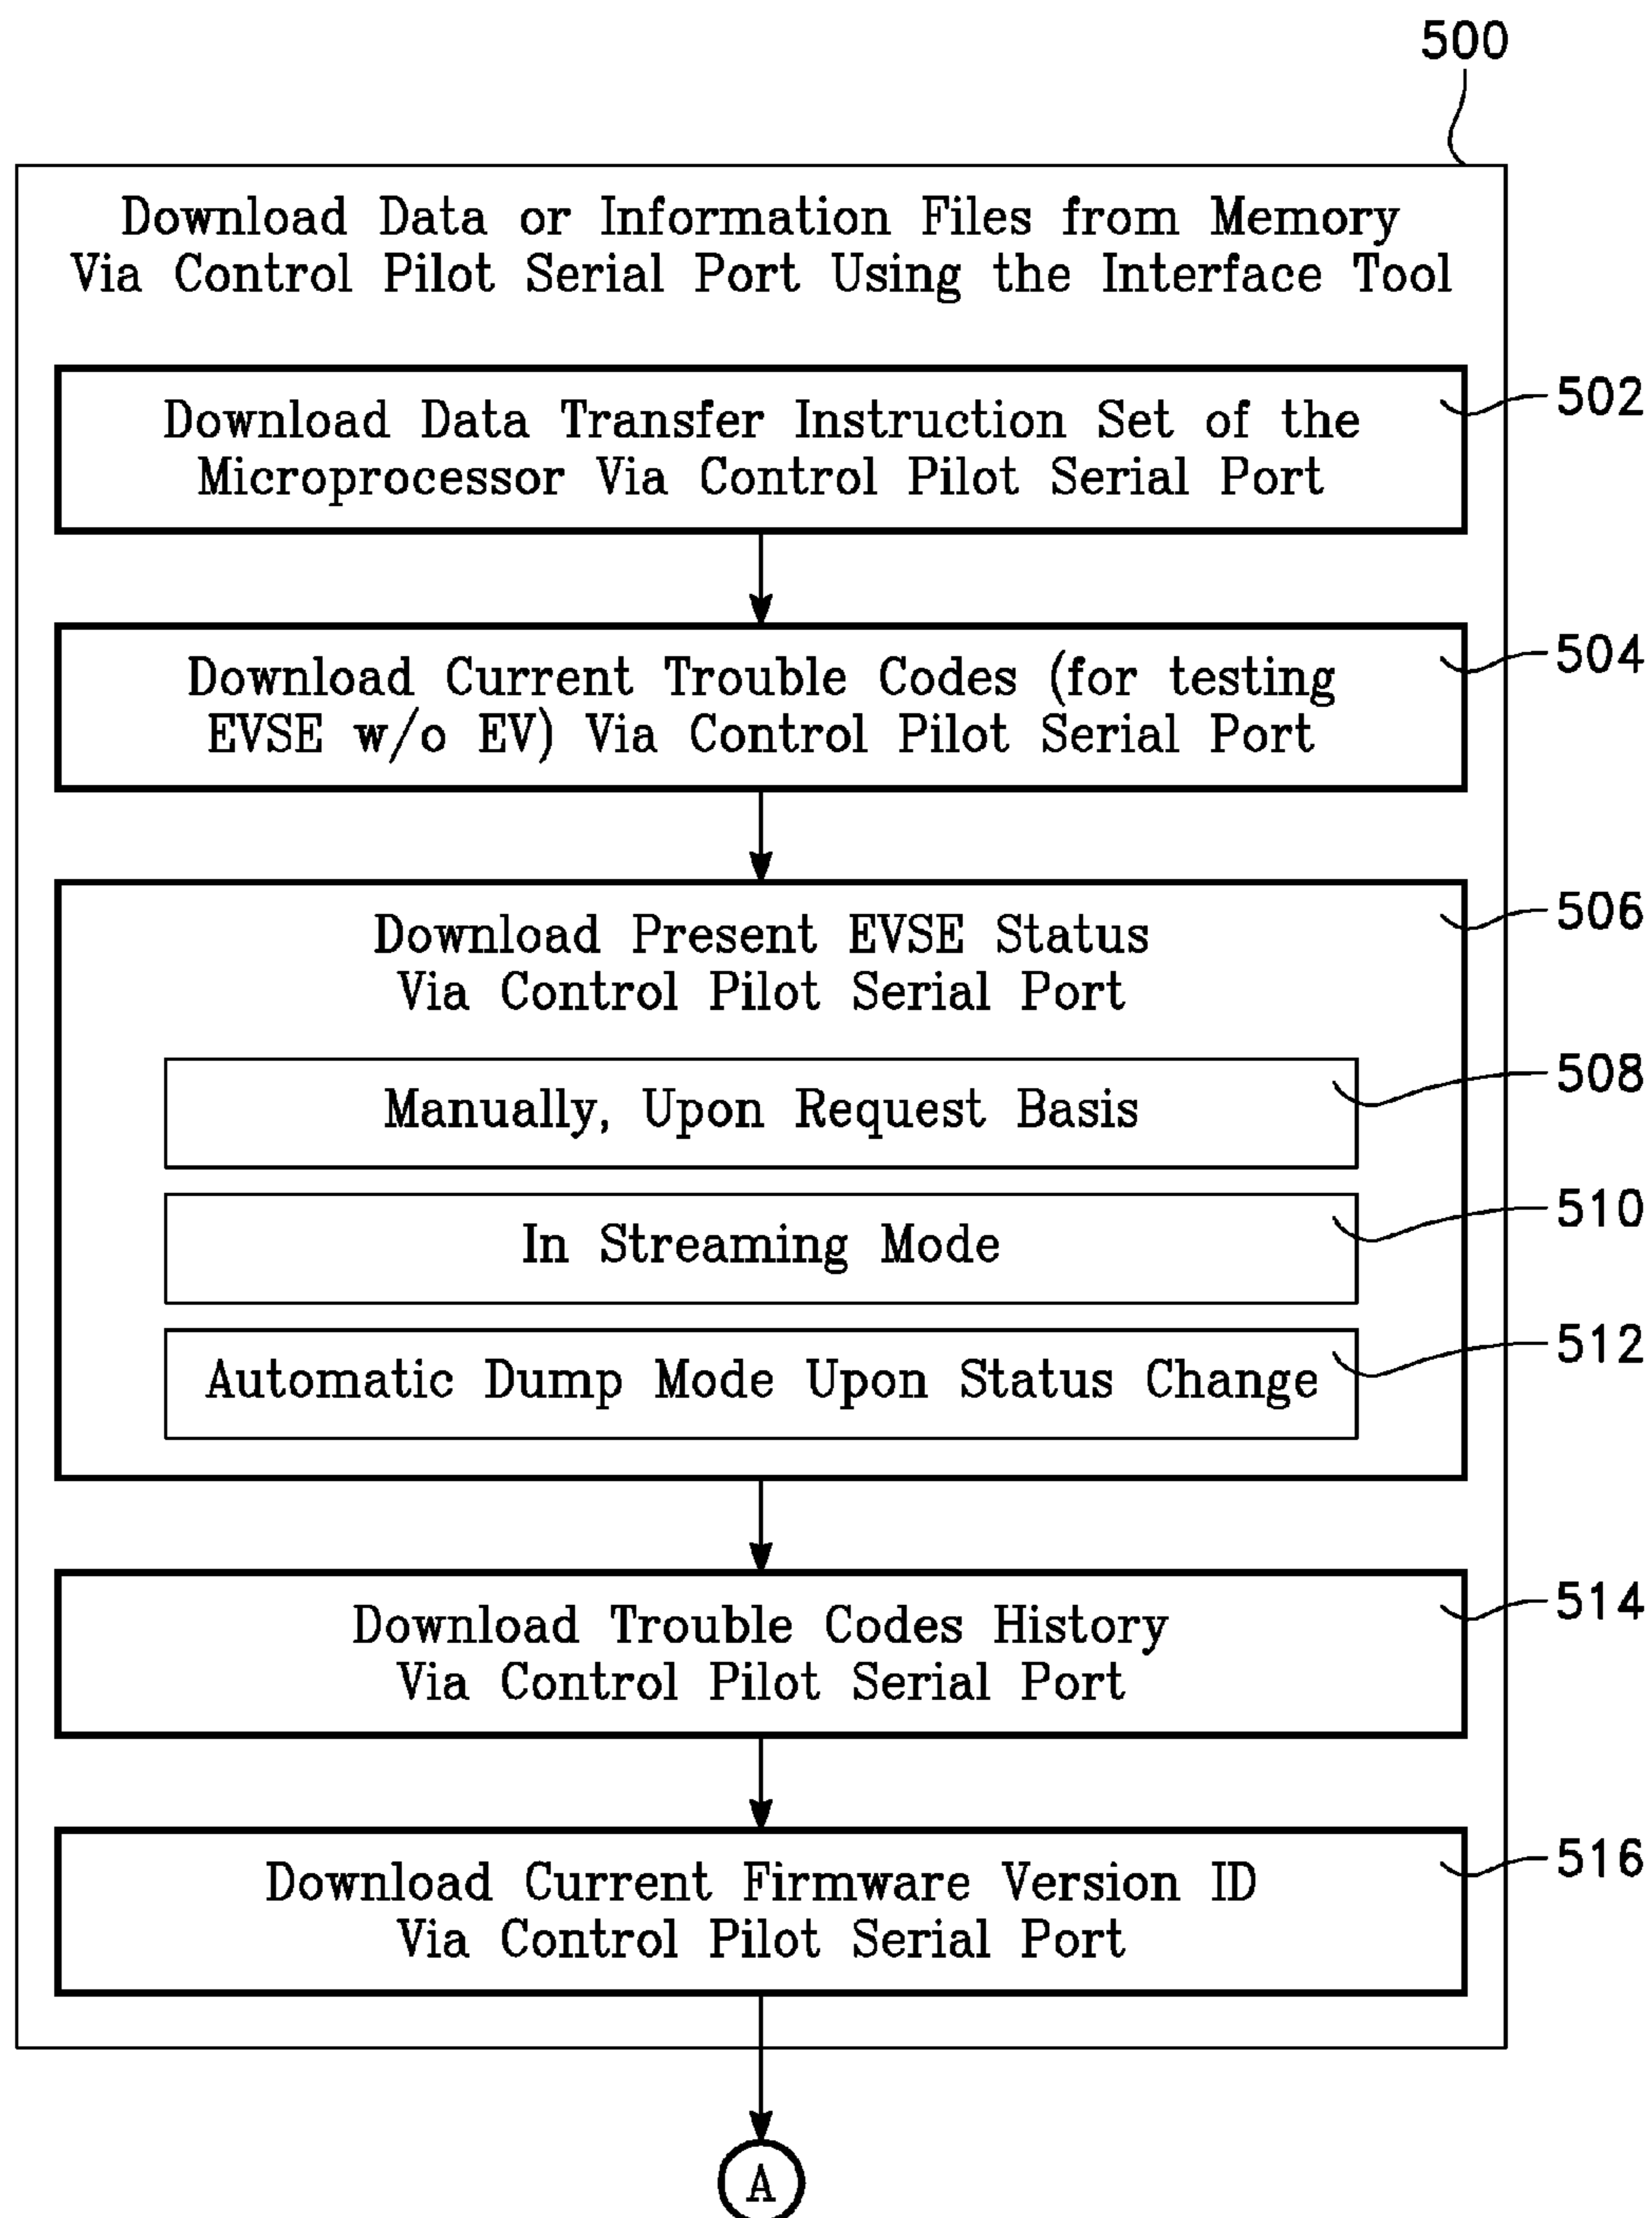 500
Download Data or Information Files from Memory
Via Control Pilot Serial Port Using the Interface Tool
Download Data Transfer Instruction Set of the
Microprocessor Via Control Pilot Serial Port
502
Download Current Trouble Codes (for testing
EVSE w/o EV) Via Control Pilot Serial Port
504
Download Present EVSE Status
Via Control Pilot Serial Port
506
Manually, Upon Request Basis
508
In Streaming Mode
510
Automatic Dump Mode Upon Status Change
512
Download Trouble Codes History
Via Control Pilot Serial Port
514
Download Current Firmware Version ID
Via Control Pilot Serial Port
516
A